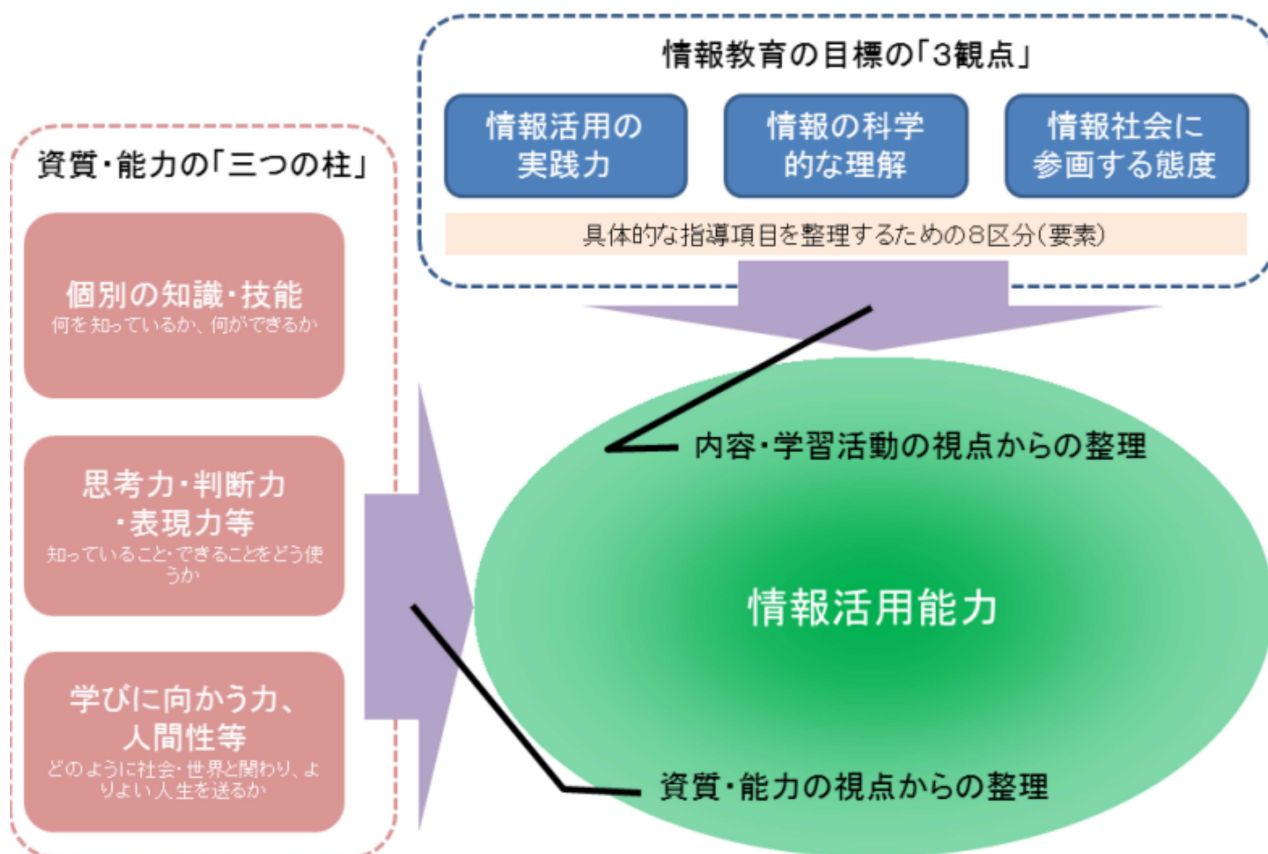 情報教育の目標の「3観点」
情報活用の
実践力
情報の科学
的な理解
情報社会に
参画する態度
具体的な指導項目を整理するための8区分(要素)
資質・能力の「三つの柱」
個別の知識・技能
何を知っているか、何ができるか
思考力・判断力
・表現力等
知っていること・できることをどう使
うか
学びに向かう力、
人間性等
どのように社会・世界と関わり、よ
りよい人生を送るか
内容・学習活動の視点からの整理
情報活用能力
資質・能力の視点からの整理